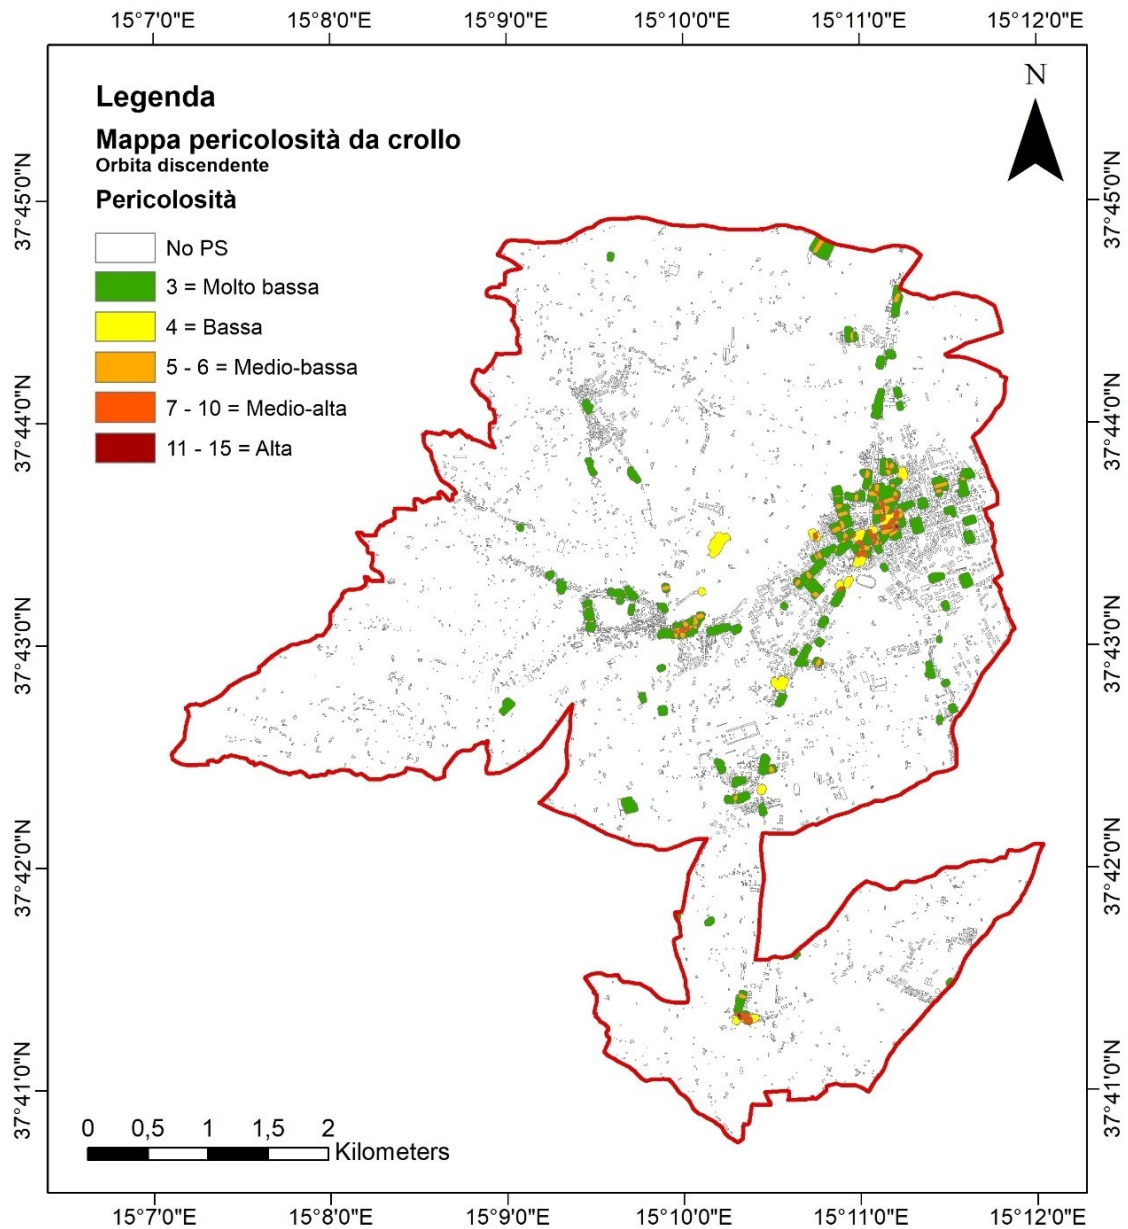 15°7'0"E 15°8'0"E 15°9'0"E 15°10'0"E 15°11'0"E 15°12'0"E
N
Legenda
Mappa pericolosità da crollo
Orbita discendente
Pericolosità
No PS
3 = Molto bassa
4 = Bassa
5 - 6 = Medio-bassa
7 - 10 = Medio-alta
11 - 15 = Alta
37°45'0"N 37°45'0"N
37°44'0"N 37°44'0"N
37°43'0"N 37°43'0"N
37°42'0"N 37°42'0"N
37°41'0"N 37°41'0"N
0 0,5 1 1,5 2
Kilometers
15°7'0"E 15°8'0"E 15°9'0"E 15°10'0"E 15°11'0"E 15°12'0"E